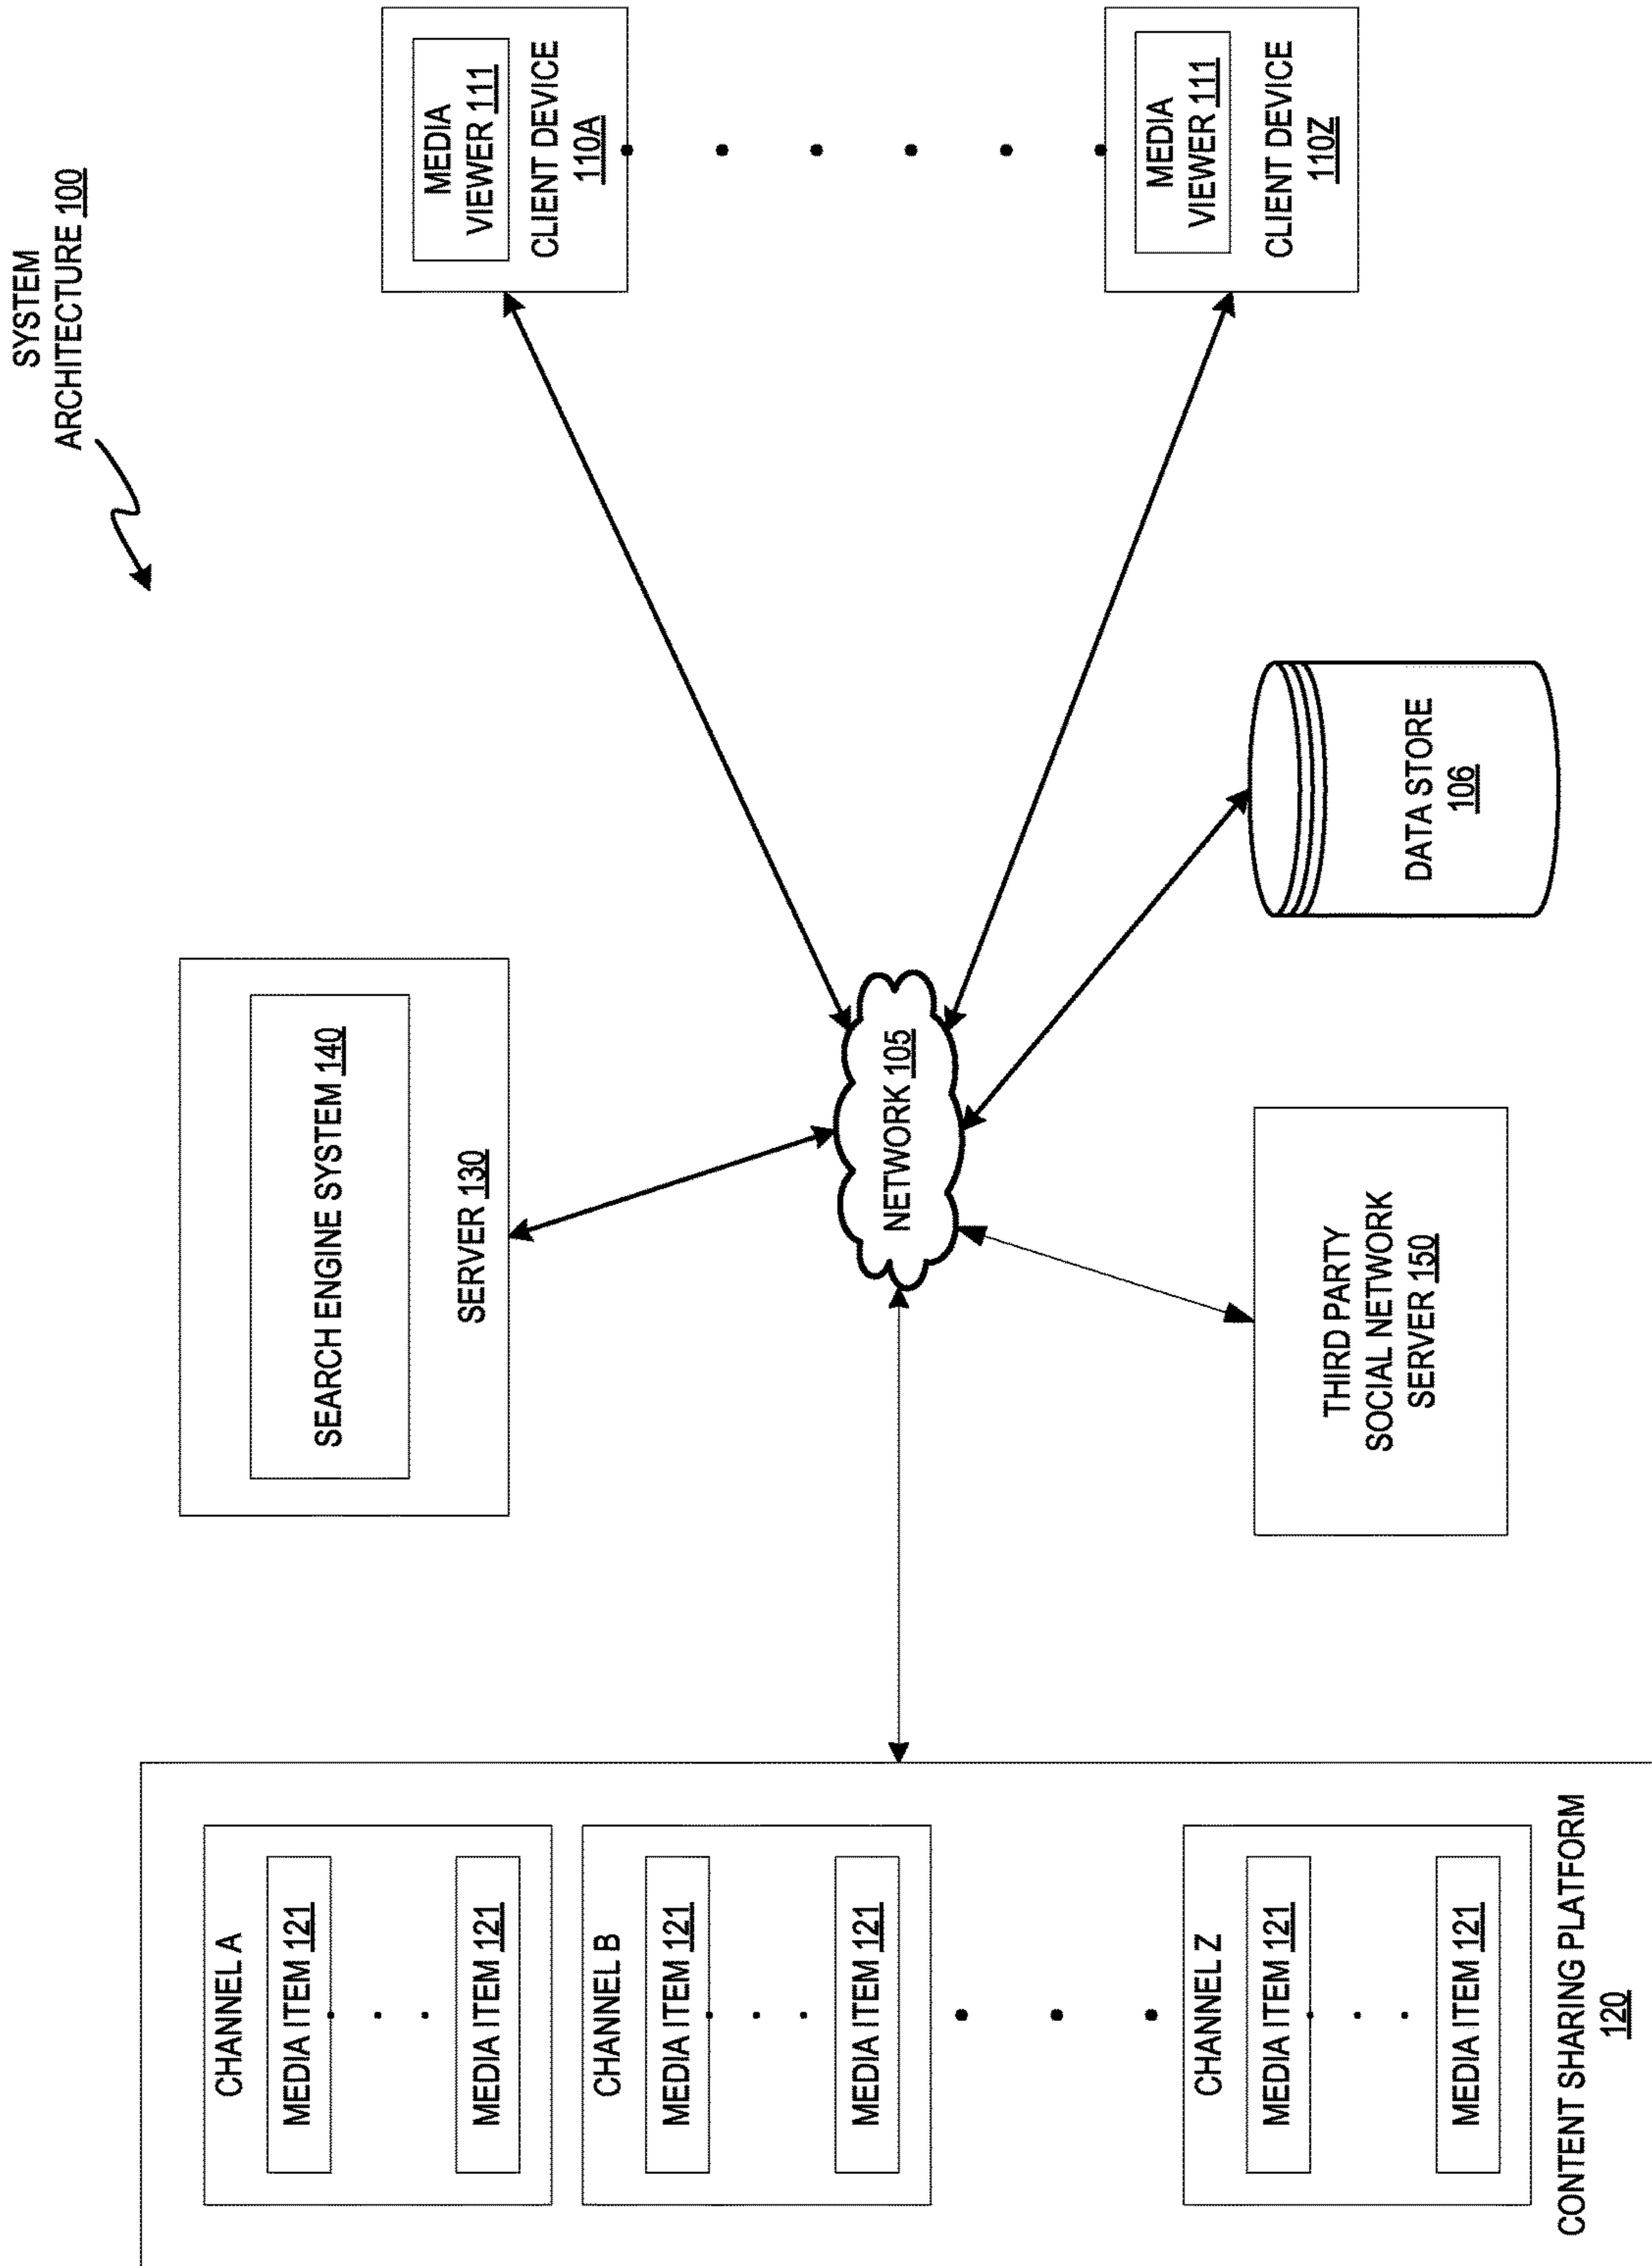 SYSTEM
ARCHITECTURE 100
CHANNEL A
MEDIA ITEM 121
MEDIA ITEM 121
CHANNEL B
MEDIA ITEM 121
MEDIA ITEM 121
CHANNEL Z
MEDIA ITEM 121
MEDIA ITEM 121
CONTENT SHARING PLATFORM
120
SEARCH ENGINE SYSTEM 140
SERVER 130
NETWORK 105
THIRD PARTY
SOCIAL NETWORK
SERVER 150
DATA STORE
106
MEDIA
VIEWER 111
CLIENT DEVICE
110A
MEDIA
VIEWER 111
CLIENT DEVICE
110Z